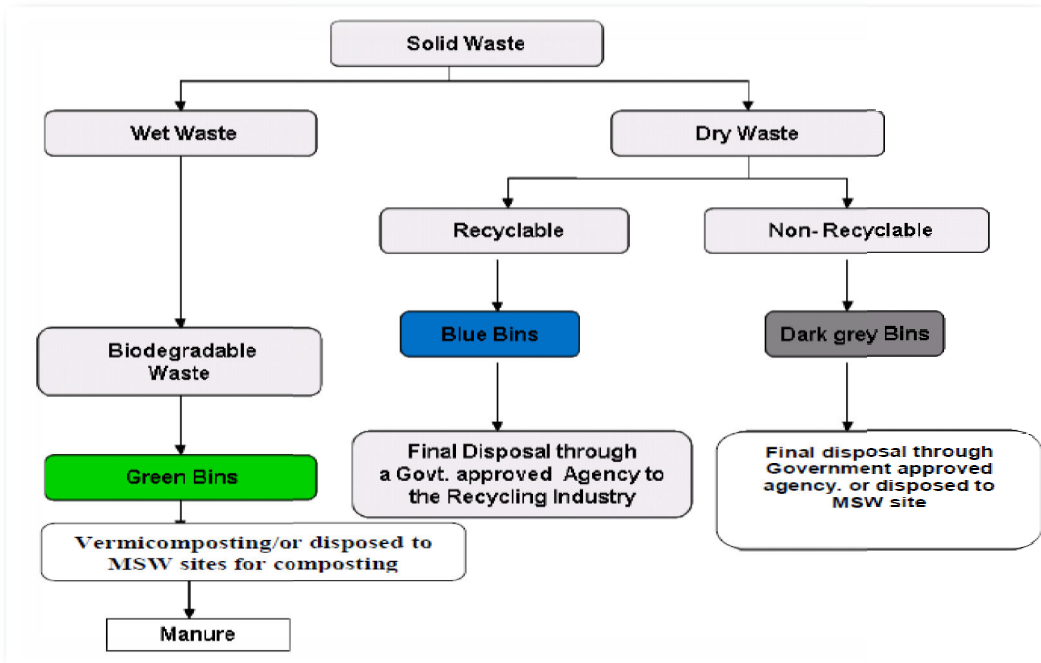 Solid Waste
Wet Waste
Dry Waste
Recyclable
Non- Recyclable
Blue Bins
Dark grey Bins
Biodegradable
Waste
Final Disposal through
a Govt. approved Agency to
the Recycling Industry
Final disposal through
Government approved
agency. or disposed to
MSW site
Green Bins
Vermicomposting/or disposed to
MSW sites for composting
Manure